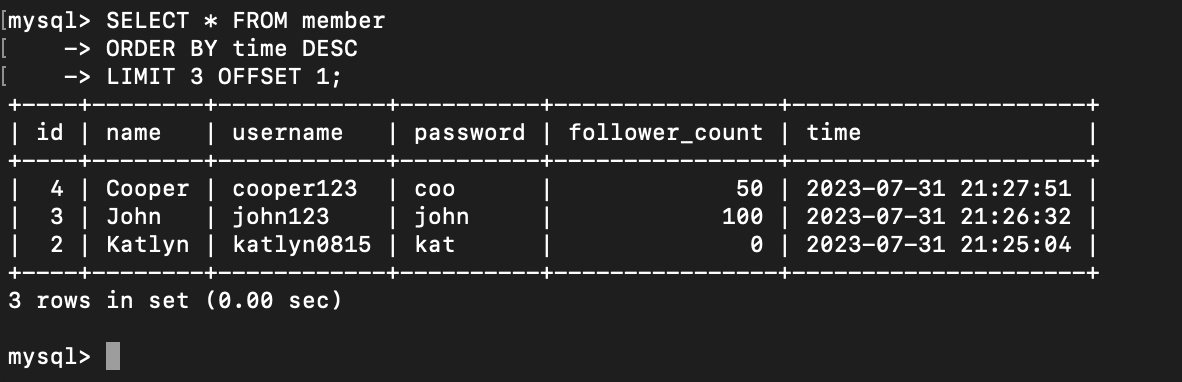 [mysql> SELECT * FROM member
[    -> ORDER BY time DESC
[    -> LIMIT 3 OFFSET 1;
+----+--------+------------+----------+----------------+---------------------+
| id | name   | username   | password | follower_count | time                |
+----+--------+------------+----------+----------------+---------------------+
|  4 | Cooper | cooper123  | coo      |             50 | 2023-07-31 21:27:51 |
|  3 | John   | john123    | john     |            100 | 2023-07-31 21:26:32 |
|  2 | Katlyn | katlyn0815 | kat      |              0 | 2023-07-31 21:25:04 |
+----+--------+------------+----------+----------------+---------------------+
3 rows in set (0.00 sec)
mysql>